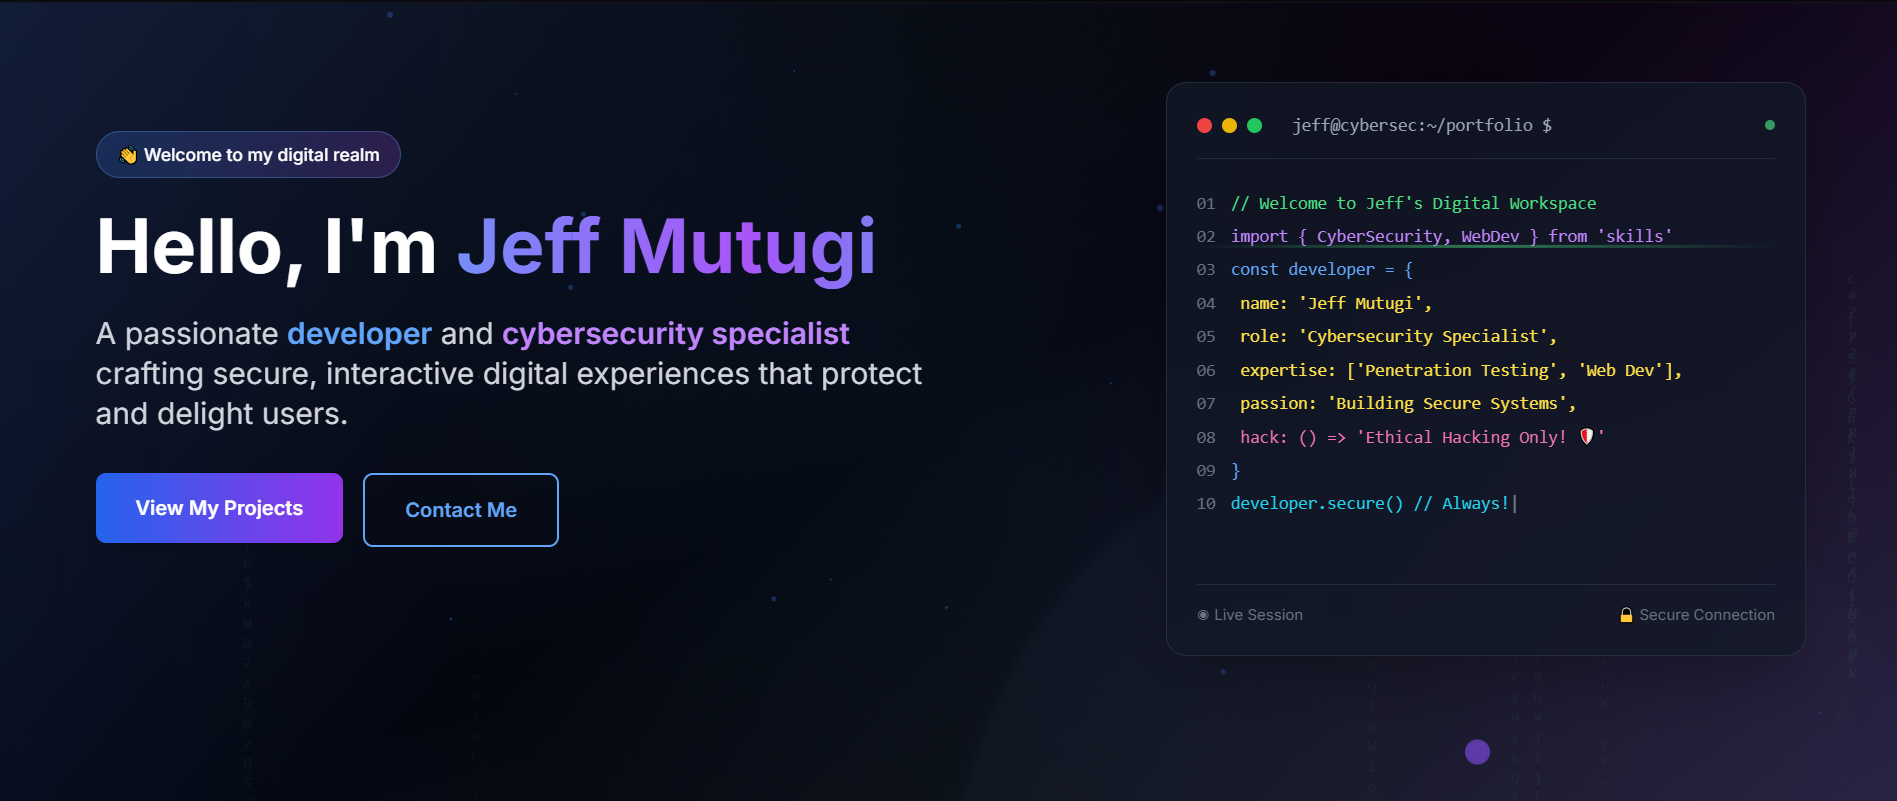 👋 Welcome to my digital realm
Hello, I'm Jeff Mutugi
A passionate developer and cybersecurity specialist
crafting secure, interactive digital experiences that protect
and delight users.
View My Projects
Contact Me
jeff@cybersec:~/portfolio $
01 // Welcome to Jeff's Digital Workspace
02 import { CyberSecurity, WebDev } from 'skills'
03 const developer = {
04 name: 'Jeff Mutugi',
05 role: 'Cybersecurity Specialist',
06 expertise: ['Penetration Testing', 'Web Dev'],
07 passion: 'Building Secure Systems',
08 hack: () => 'Ethical Hacking Only! 🛡️'
09 }
10 developer.secure() // Always!|
◉ Live Session
🔒 Secure Connection